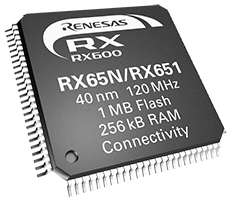 RENESAS
RX
RX600
RX65N/RX651
40 nm 120 MHz
1 MB Flash
256 kB RAM
Connectivity